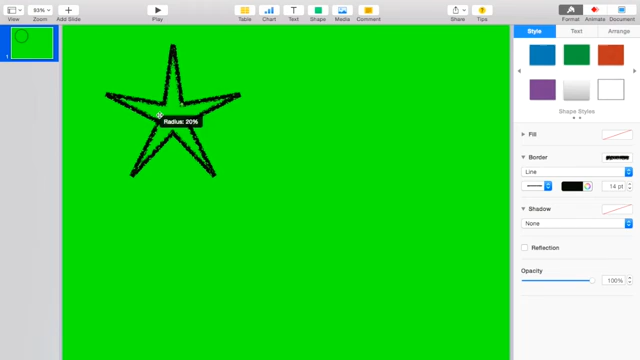 93%
View Add Slide Play Table Chart Text Shape Media Comment Share Tips Format Animate Document
1
Style Text Arrange
Shape Styles
Fill
Border
Line
14 pt
Shadow
None
Reflection
Opacity
100%
Radius: 20%